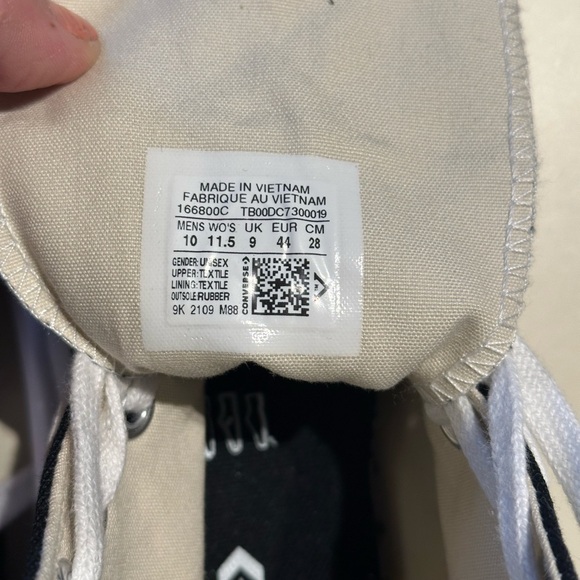 MADE IN VIETNAM
FABRIQUE AU VIETNAM
166800C TB00DC7300019
MENS WO'S UK EUR CM
10 11.5 9 44 28
GENDER: UNISEX
UPPER: TEXTILE
LINING: TEXTILE
OUTSOLE: RUBBER
9K 2109 M88
CONVERSE